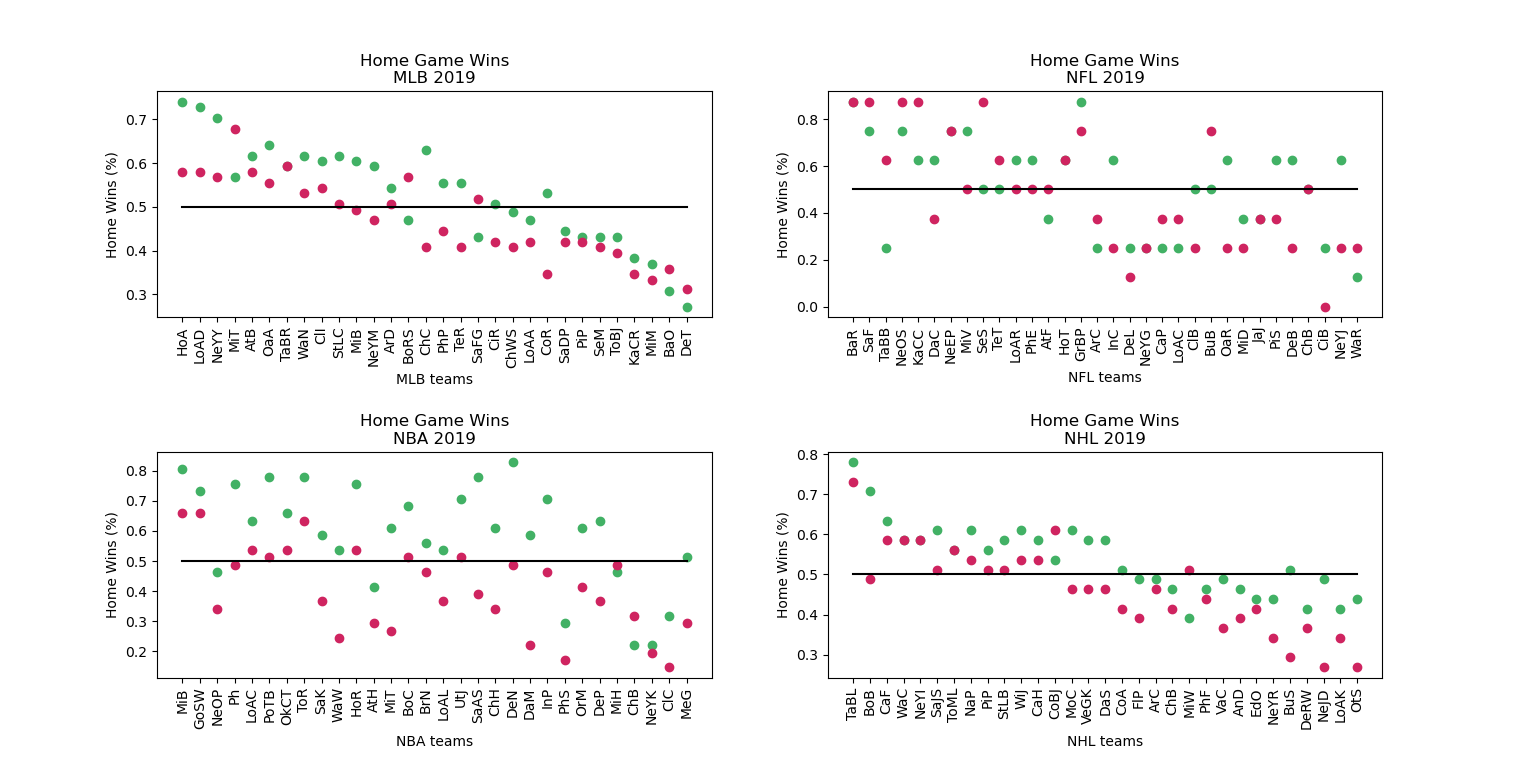 Home Game Wins
MLB 2019
Home Wins (%)
0.7
0.6
0.5
0.4
0.3
HoA LoAD NeYY MiT AtB OaA TaBR WaN ClI StLC MiB NeYM ArD BoRS ChC PhP TeR SaFG CiR ChWS LoAA CoR SaDP PiP SeM ToBJ KaCR MiM BaO DeT
MLB teams
Home Game Wins
NFL 2019
Home Wins (%)
0.8
0.6
0.4
0.2
0.0
BaR SaF TaBB NeOS KaCC DaC NeEP MiV SeS TeT LoAR PhE AtF HoT GrBP ArC InC DeL NeYG CaP LoAC ClB BuB OaR MiD JaJ PiS DeB ChB CiB NeYJ WaR
NFL teams
Home Game Wins
NBA 2019
Home Wins (%)
0.8
0.7
0.6
0.5
0.4
0.3
0.2
MiB GoSW NeOP Ph LoAC PoTB OkCT ToR SaK WaW HoR AtH MiT BoC BrN LoAL UtJ SaAS ChH DeN DaM InP PhS OrM DeP MiH ChB NeYK ClC MeG
NBA teams
Home Game Wins
NHL 2019
Home Wins (%)
0.8
0.7
0.6
0.5
0.4
0.3
TaBL BoB CaF WaC NeYI SaJS ToML NaP PiP StLB WiJ CaH CoBJ MoC VeGK DaS CoA FlP ArC ChB MiW PhF VaC AnD EdO NeYR BuS DeRW NeJD LoAK OtS
NHL teams